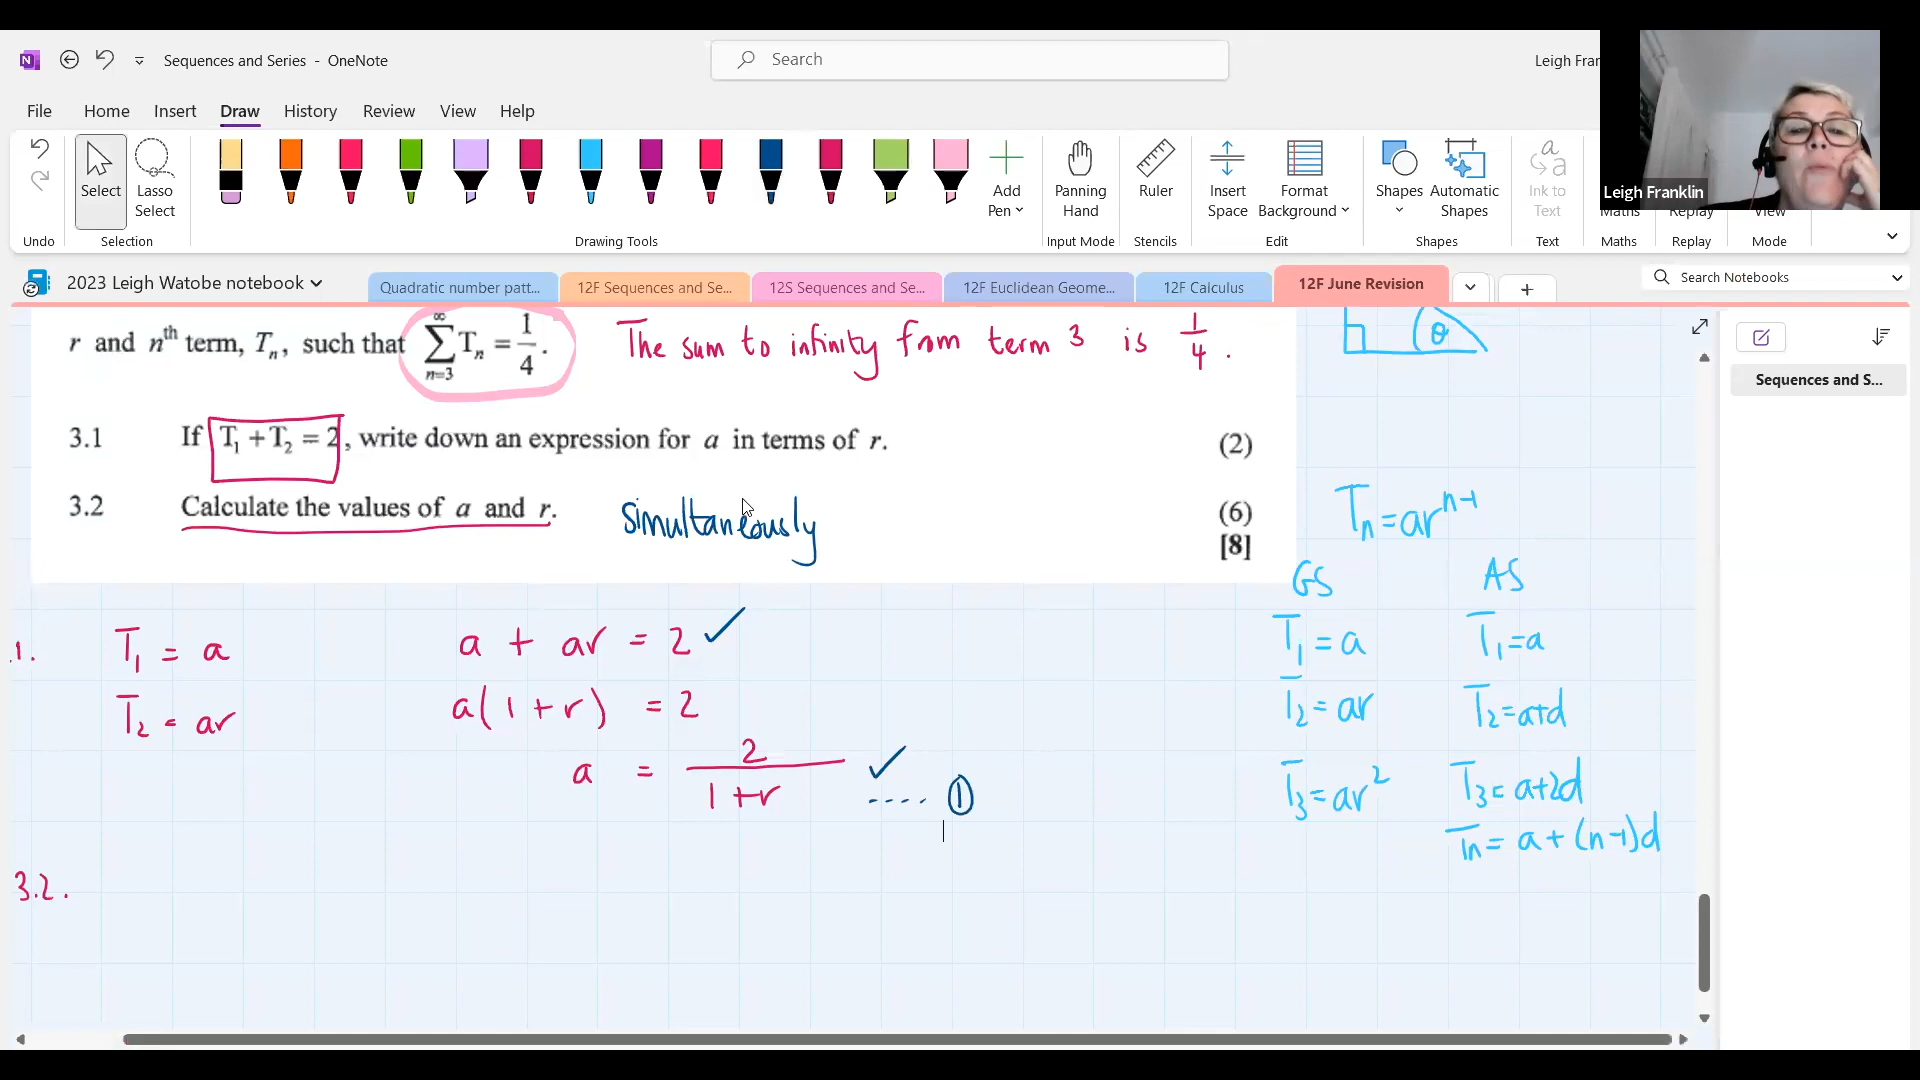 Sequences and Series - OneNote
Search
Leigh Fran
Leigh Franklin
File Home Insert Draw History Review View Help
Undo
Select
Lasso Select
Selection
Drawing Tools
Add Pen
Panning Hand
Input Mode
Ruler
Stencils
Insert Space
Format Background
Edit
Shapes
Automatic Shapes
Shapes
Ink to Text
Text
Maths
Maths
Replay
Replay
View
Mode
2023 Leigh Watobe notebook
Quadratic number patt...
12F Sequences and Se...
12S Sequences and Se...
12F Euclidean Geome...
12F Calculus
12F June Revision
Search Notebooks
Sequences and S...
r and nth term, Tn, such that ∞ ∑ n=3 Tn = 1/4.
The sum to infinity from term 3 is 1/4.
θ
3.1 If T1 + T2 = 2, write down an expression for a in terms of r. (2)
3.2 Calculate the values of a and r. (6)
simultaneously
[8]
.1. T1 = a
T2 = ar
a + ar = 2 ✓
a(1+r) = 2
a = 2/(1+r) ✓
.... ①
3.2.
Tn = ar^(n-1)
GS
T1 = a
T2 = ar
T3 = ar²
AS
T1 = a
T2 = a+d
T3 = a+2d
Tn = a+(n-1)d